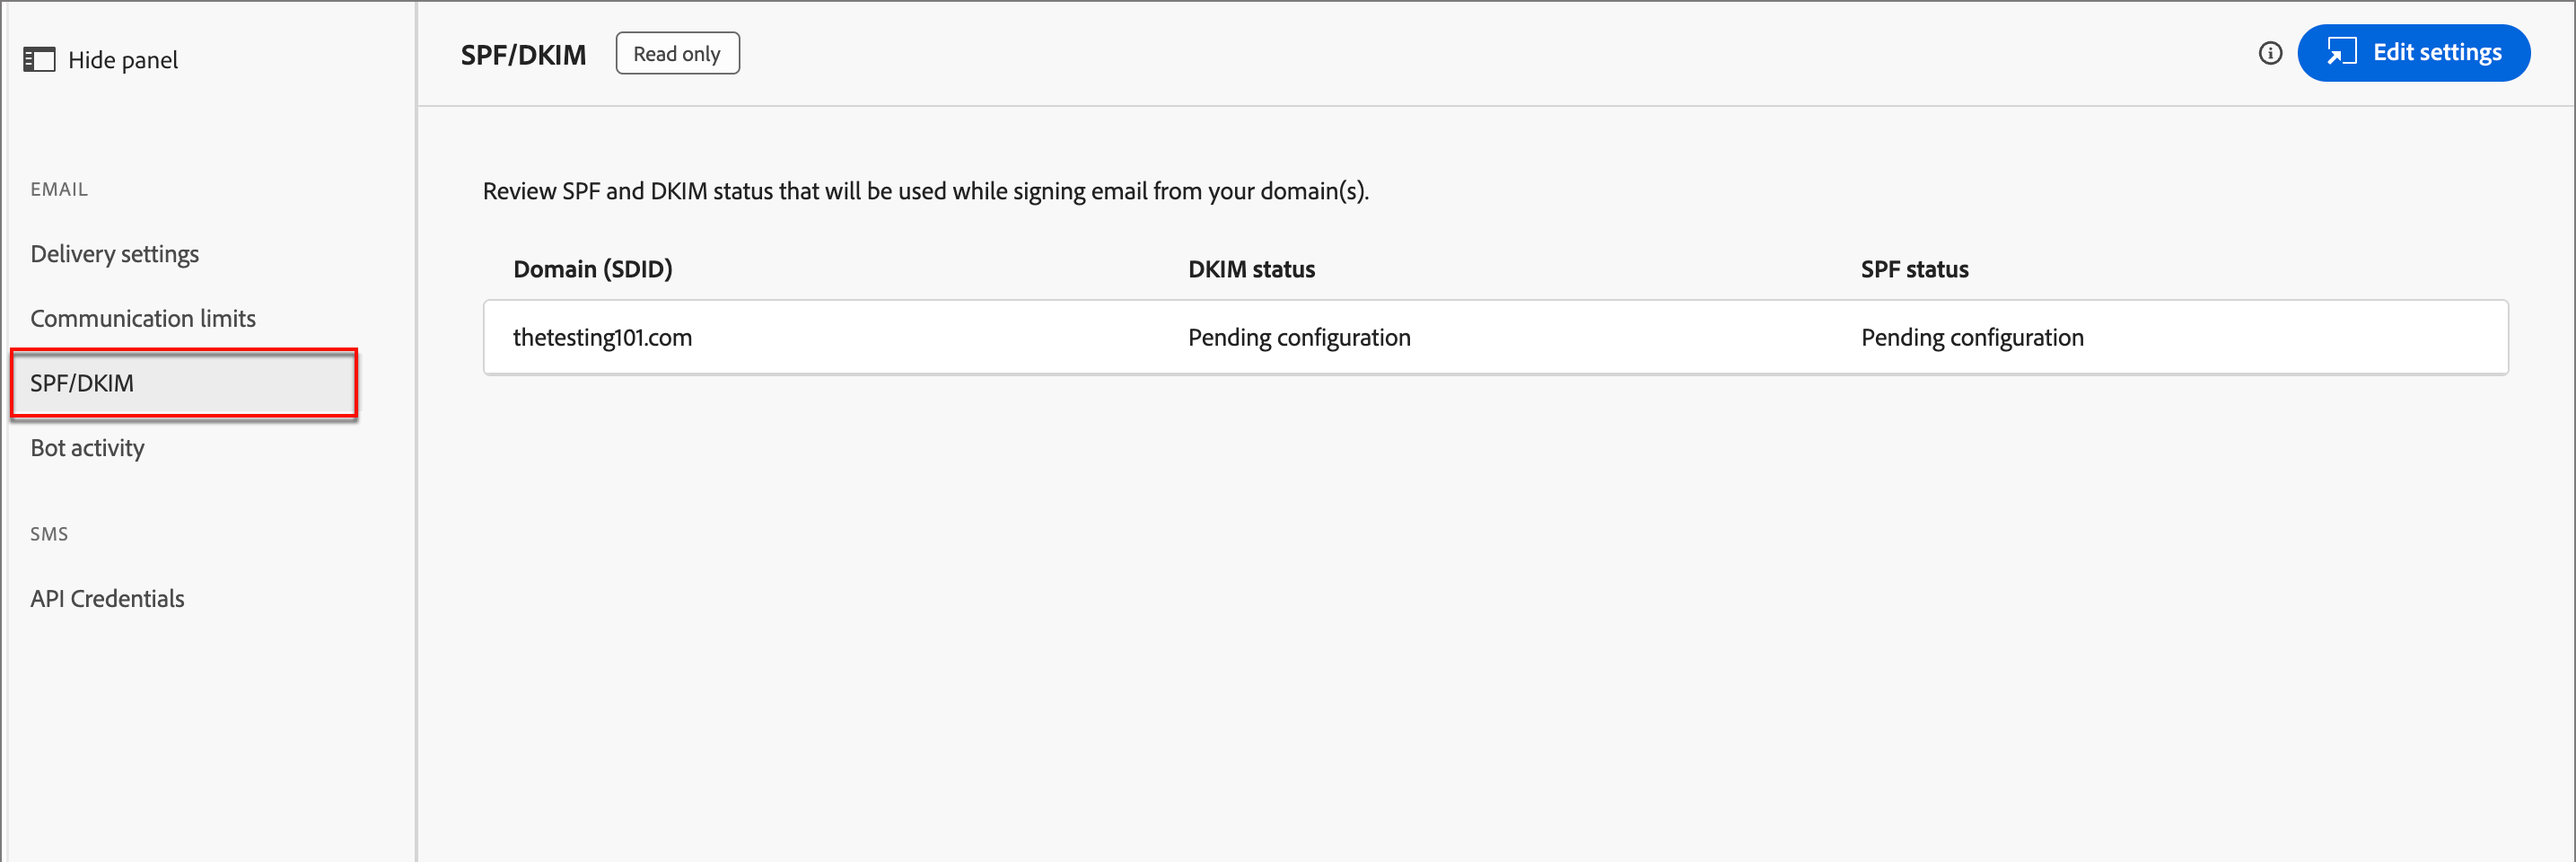 Hide panel
EMAIL
Delivery settings
Communication limits
SPF/DKIM
Bot activity
SMS
API Credentials
SPF/DKIM
Read only
Edit settings
Review SPF and DKIM status that will be used while signing email from your domain(s).
Domain (SDID) DKIM status SPF status
thetesting101.com Pending configuration Pending configuration